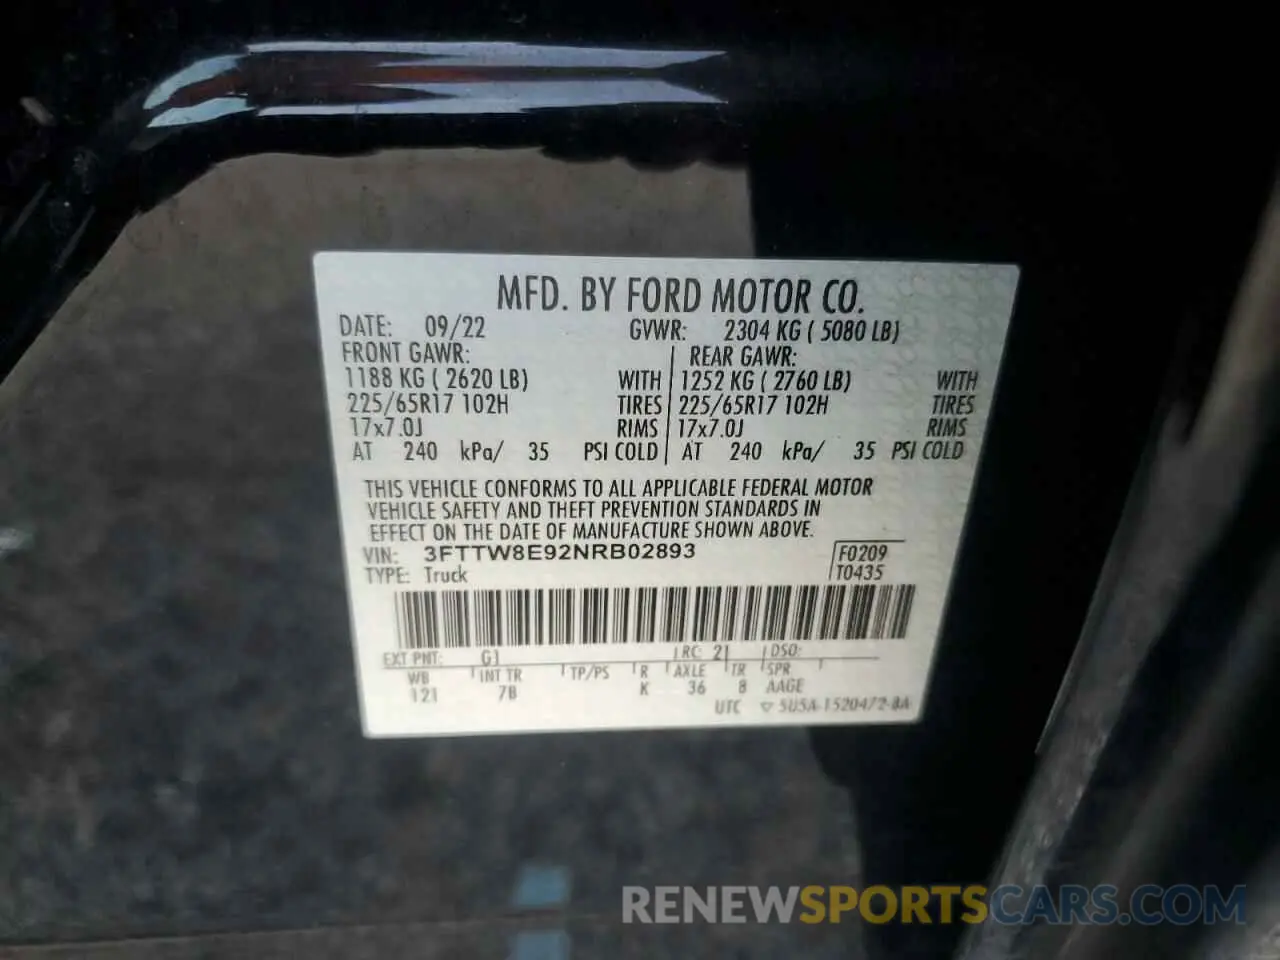 MFD. BY FORD MOTOR CO.
DATE: 09/22 GVWR: 2304 KG ( 5080 LB)
FRONT GAWR: REAR GAWR:
1188 KG ( 2620 LB) WITH 1252 KG ( 2760 LB) WITH
225/65R17 102H TIRES 225/65R17 102H TIRES
17x7.0J RIMS 17x7.0J RIMS
AT 240 kPa/ 35 PSI COLD AT 240 kPa/ 35 PSI COLD
THIS VEHICLE CONFORMS TO ALL APPLICABLE FEDERAL MOTOR
VEHICLE SAFETY AND THEFT PREVENTION STANDARDS IN
EFFECT ON THE DATE OF MANUFACTURE SHOWN ABOVE.
VIN: 3FTTW8E92NRB02893 F0209
TYPE: Truck T0435
EXT PNT: G1 RC: 21 DSO:
WB INT TR TP/PS R AXLE TR SPR
121 7B K 36 8 AAGE
UTC ▽ 5U5A-1520472-BA
RENEWSPORTSCARS.COM